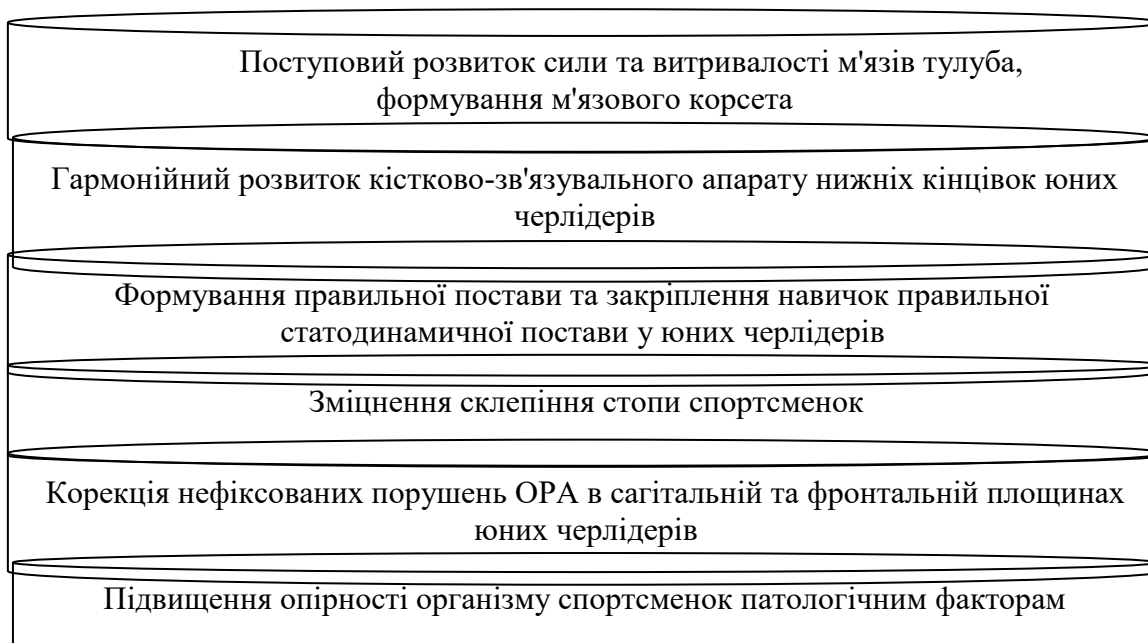 Поступовий розвиток сили та витривалості м'язів тулуба,
формування м'язового корсета
Гармонійний розвиток кістково-зв'язувального апарату нижніх кінцівок юних
черлідерів
Формування правильної постави та закріплення навичок правильної
статодинамичної постави у юних черлідерів
Зміцнення склепіння стопи спортсменок
Корекція нефіксованих порушень ОРА в сагітальній та фронтальній площинах
юних черлідерів
Підвищення опірності організму спортсменок патологічним факторам